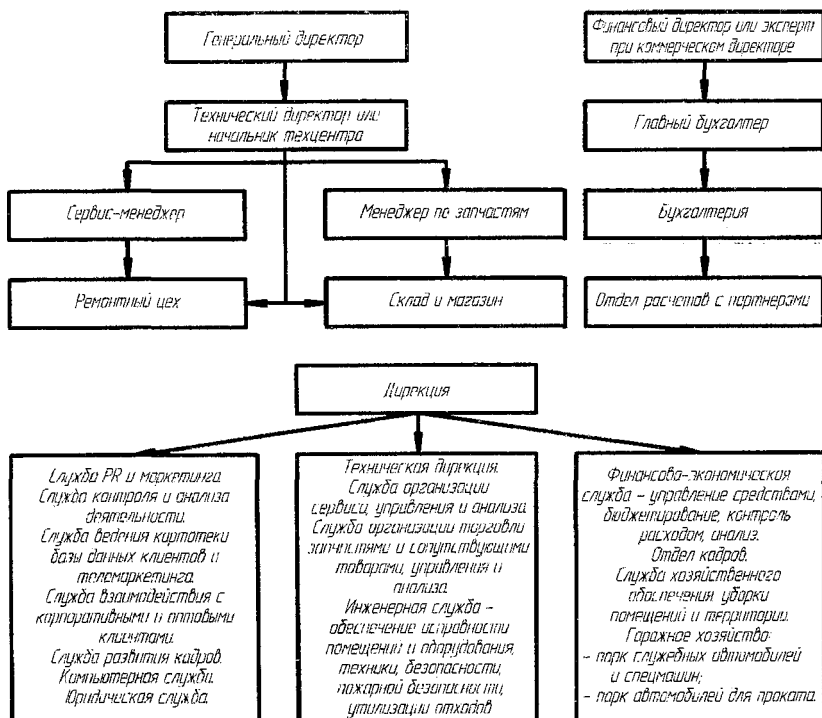 Генеральный директор
Финансовый директор или эксперт
при коммерческом директоре
Технический директор или
начальник техцентра
Главный бухгалтер
Сервис-менеджер
Менеджер по запчастям
Бухгалтерия
Ремонтный цех
Склад и магазин
Отдел расчетов с партнерами
Дирекция
Служба PR и маркетинга.
Служба контроля и анализа
деятельности.
Служба ведения картотеки
базы данных клиентов и
телемаркетинга.
Служба взаимодействия с
корпоративными и оптовыми
клиентами.
Служба развития кадров.
Компьютерная служба.
Юридическая служба.
Техническая дирекция.
Служба организации
сервиса, управления и анализа.
Служба организации торговли
запчастями и сопутствующими
товарами, управления и
анализа.
Инженерная служба -
обеспечение исправности
помещений и оборудования,
техники, безопасности,
пожарной безопасности,
утилизации отходов
Финансово-экономическая
служба - управление средствами,
бюджетирование, контроль
расходом, анализ.
Отдел кадров.
Служба хозяйственного
обеспечения уборки
помещений и территории.
Гаражное хозяйство:
- парк служебных автомобилей
и спецмашин;
- парк автомобилей для проката.